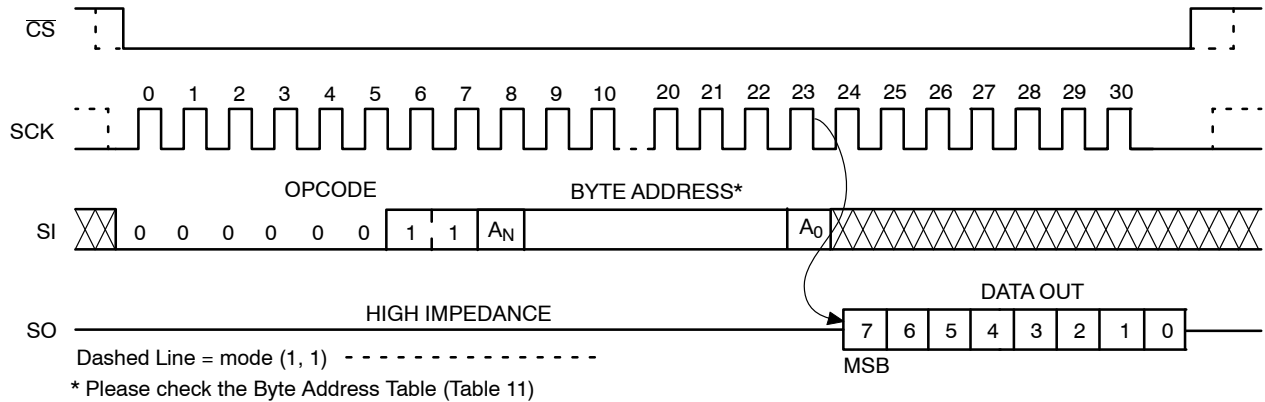 CS
0 1 2 3 4 5 6 7 8 9 10 20 21 22 23 24 25 26 27 28 29 30
SCK
OPCODE BYTE ADDRESS*
SI 0 0 0 0 0 0 1 1 AN A0
DATA OUT
HIGH IMPEDANCE
SO 7 6 5 4 3 2 1 0
Dashed Line = mode (1, 1) - - - - - - - - - - - - - - - -
MSB
* Please check the Byte Address Table (Table 11)